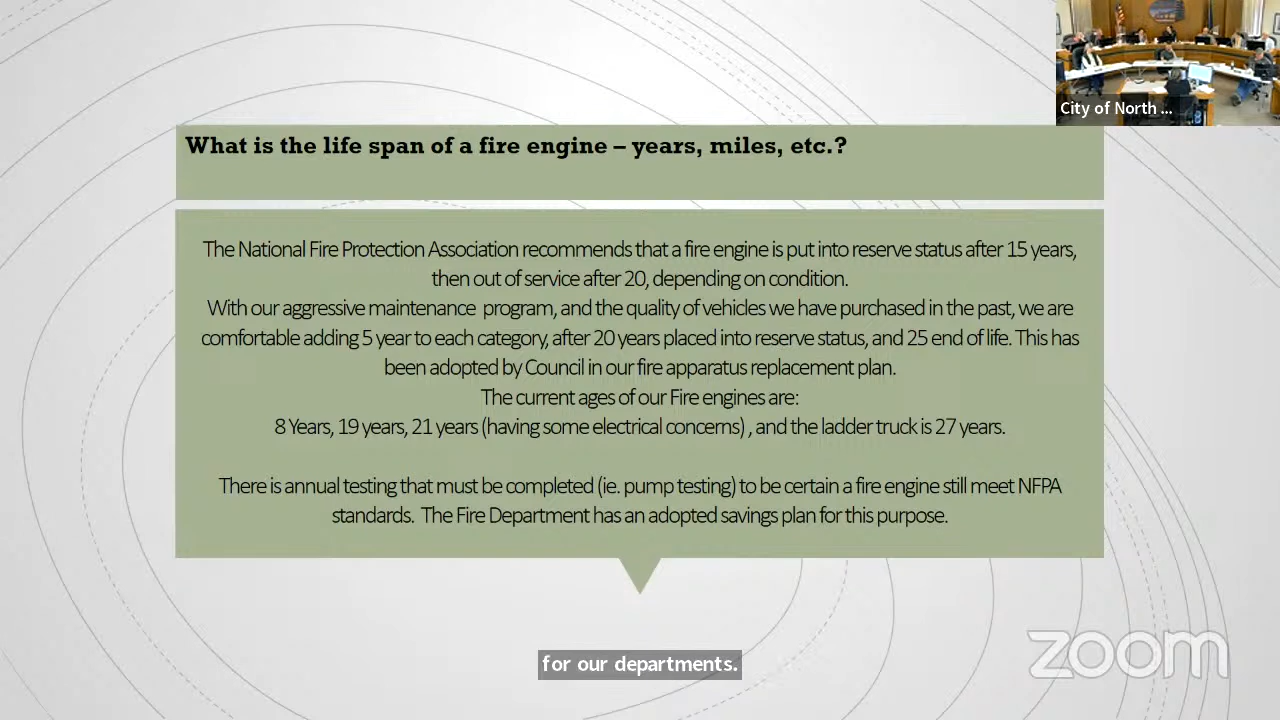 City of North ...
What is the life span of a fire engine – years, miles, etc.?
The National Fire Protection Association recommends that a fire engine is put into reserve status after 15 years,
then out of service after 20, depending on condition.
With our aggressive maintenance program, and the quality of vehicles we have purchased in the past, we are
comfortable adding 5 year to each category, after 20 years placed into reserve status, and 25 end of life. This has
been adopted by Council in our fire apparatus replacement plan.
The current ages of our Fire engines are:
8 Years, 19 years, 21 years (having some electrical concerns) , and the ladder truck is 27 years.
There is annual testing that must be completed (ie. pump testing) to be certain a fire engine still meet NFPA
standards. The Fire Department has an adopted savings plan for this purpose.
for our departments.
zoom